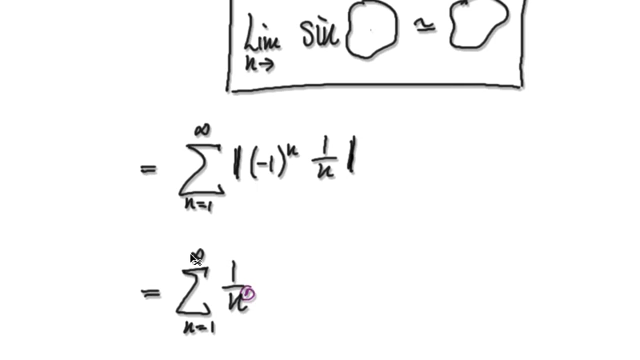 Lim n→ sin ≃
= ∑ ∞ n=1 |(-1)ⁿ 1/n|
= ∑ ∞ n=1 1/n